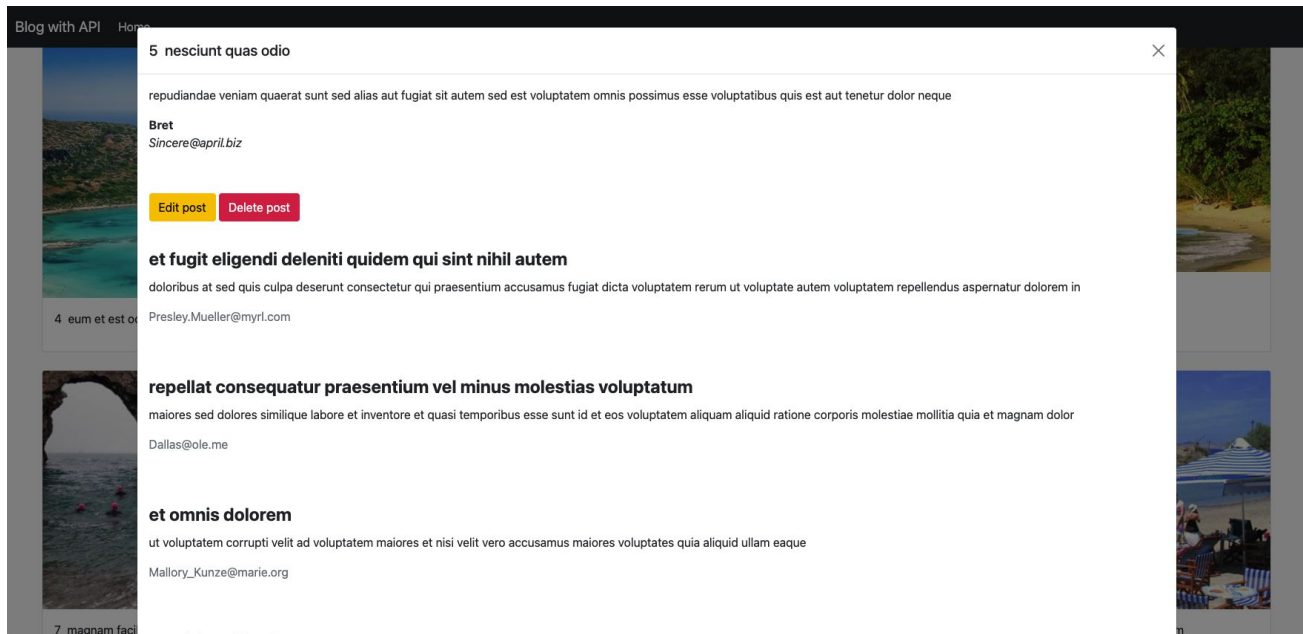 Blog with API Home
5 nesciunt quas odio
repudiandae veniam quaerat sunt sed alias aut fugiat sit autem sed est voluptatem omnis possimus esse voluptatibus quis est aut tenetur dolor neque
Bret
Sincere@april.biz
Edit post Delete post
et fugit eligendi deleniti quidem qui sint nihil autem
doloribus at sed quis culpa deserunt consectetur qui praesentium accusamus fugiat dicta voluptatem rerum ut voluptate autem voluptatem repellendus aspernatur dolorem in
4 eum et est
Presley.Mueller@myrl.com
repellat consequatur praesentium vel minus molestias voluptatum
maiores sed dolores similique labore et inventore et quasi temporibus esse sunt id et eos voluptatem aliquam aliquid ratione corporis molestiae mollitia quia et magnam dolor
Dallas@ole.me
et omnis dolorem
ut voluptatem corrupti velit ad voluptatem maiores et nisi velit vero accusamus maiores voluptates quia aliquid ullam eaque
Mallory_Kunze@marie.org
7 magnam